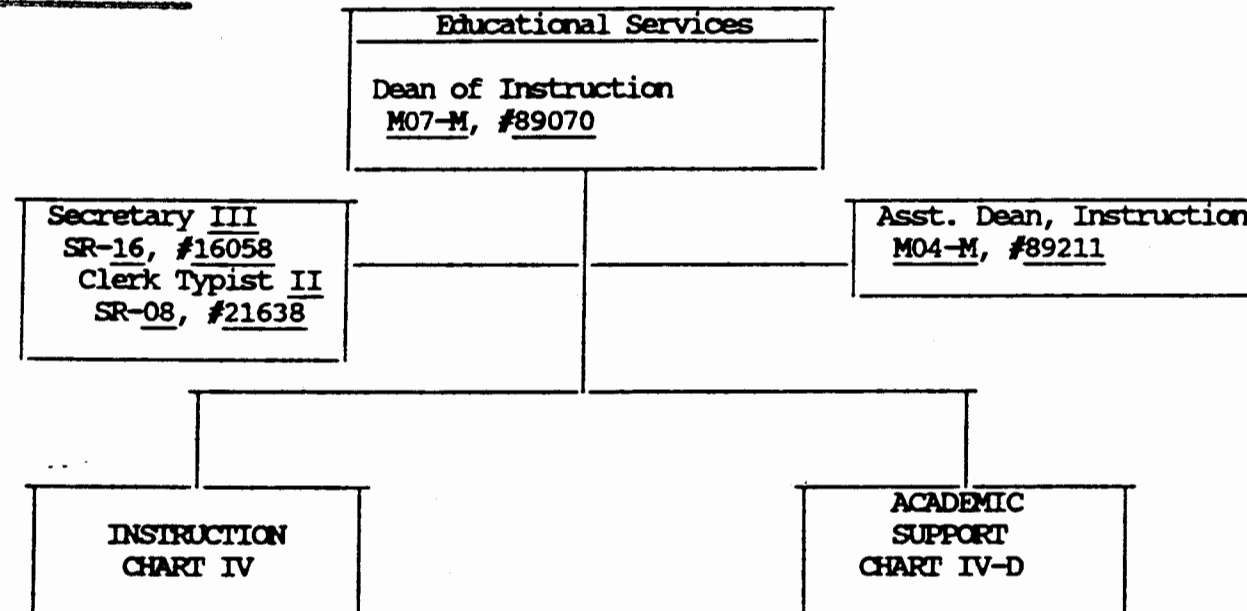 Educational Services
Dean of Instruction
M07-M, #89070
Secretary III
SR-16, #16058
Clerk Typist II
SR-08, #21638
Asst. Dean, Instruction
M04-M, #89211
INSTRUCTION
CHART IV
ACADEMIC
SUPPORT
CHART IV-D